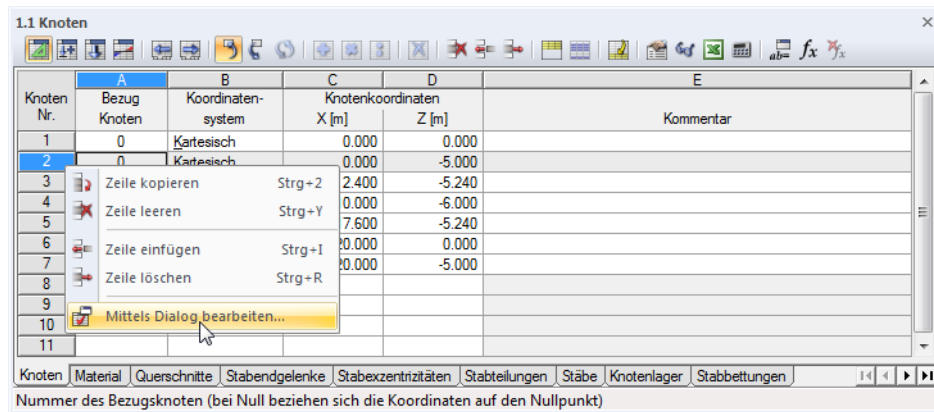 1.1 Knoten
A B C D E
Knoten Bezug Koordinaten- Knotenkoordinaten
Nr. Knoten system X [m] Z [m] Kommentar
1 0 Kartesisch 0.000 0.000
2 0 Kartesisch 0.000 -5.000
3 Zeile kopieren Strg+2 2.400 -5.240
4 Zeile leeren Strg+Y 0.000 -6.000
5 7.600 -5.240
6 Zeile einfügen Strg+I 20.000 0.000
7 Zeile löschen Strg+R 20.000 -5.000
8
9
10 Mittels Dialog bearbeiten...
11
Knoten Material Querschnitte Stabendgelenke Stabexzentrizitäten Stabteilungen Stäbe Knotenlager Stabbettungen
Nummer des Bezugsknoten (bei Null beziehen sich die Koordinaten auf den Nullpunkt)